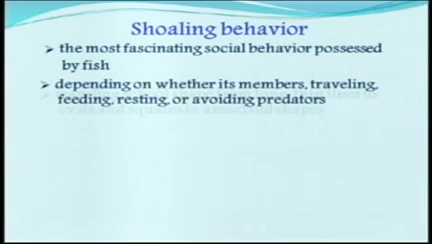 Shoaling behavior
➤ the most fascinating social behavior possessed
by fish
➤ depending on whether its members, traveling,
feeding, resting, or avoiding predators